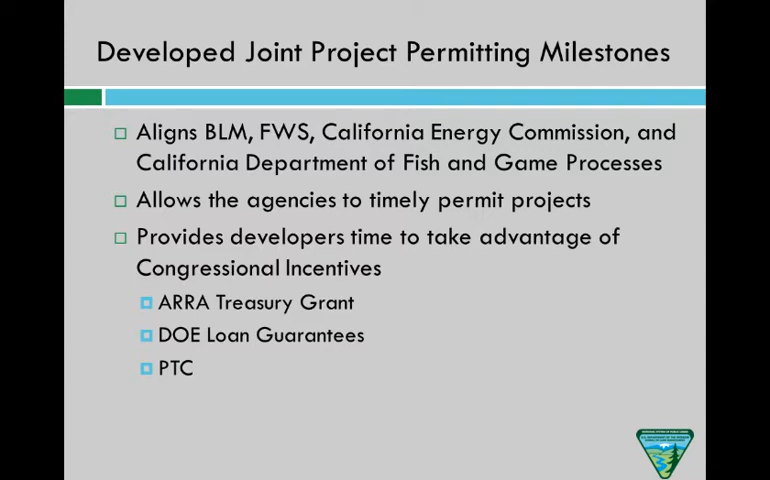 Developed Joint Project Permitting Milestones
Aligns BLM, FWS, California Energy Commission, and
California Department of Fish and Game Processes
Allows the agencies to timely permit projects
Provides developers time to take advantage of
Congressional Incentives
ARRA Treasury Grant
DOE Loan Guarantees
PTC